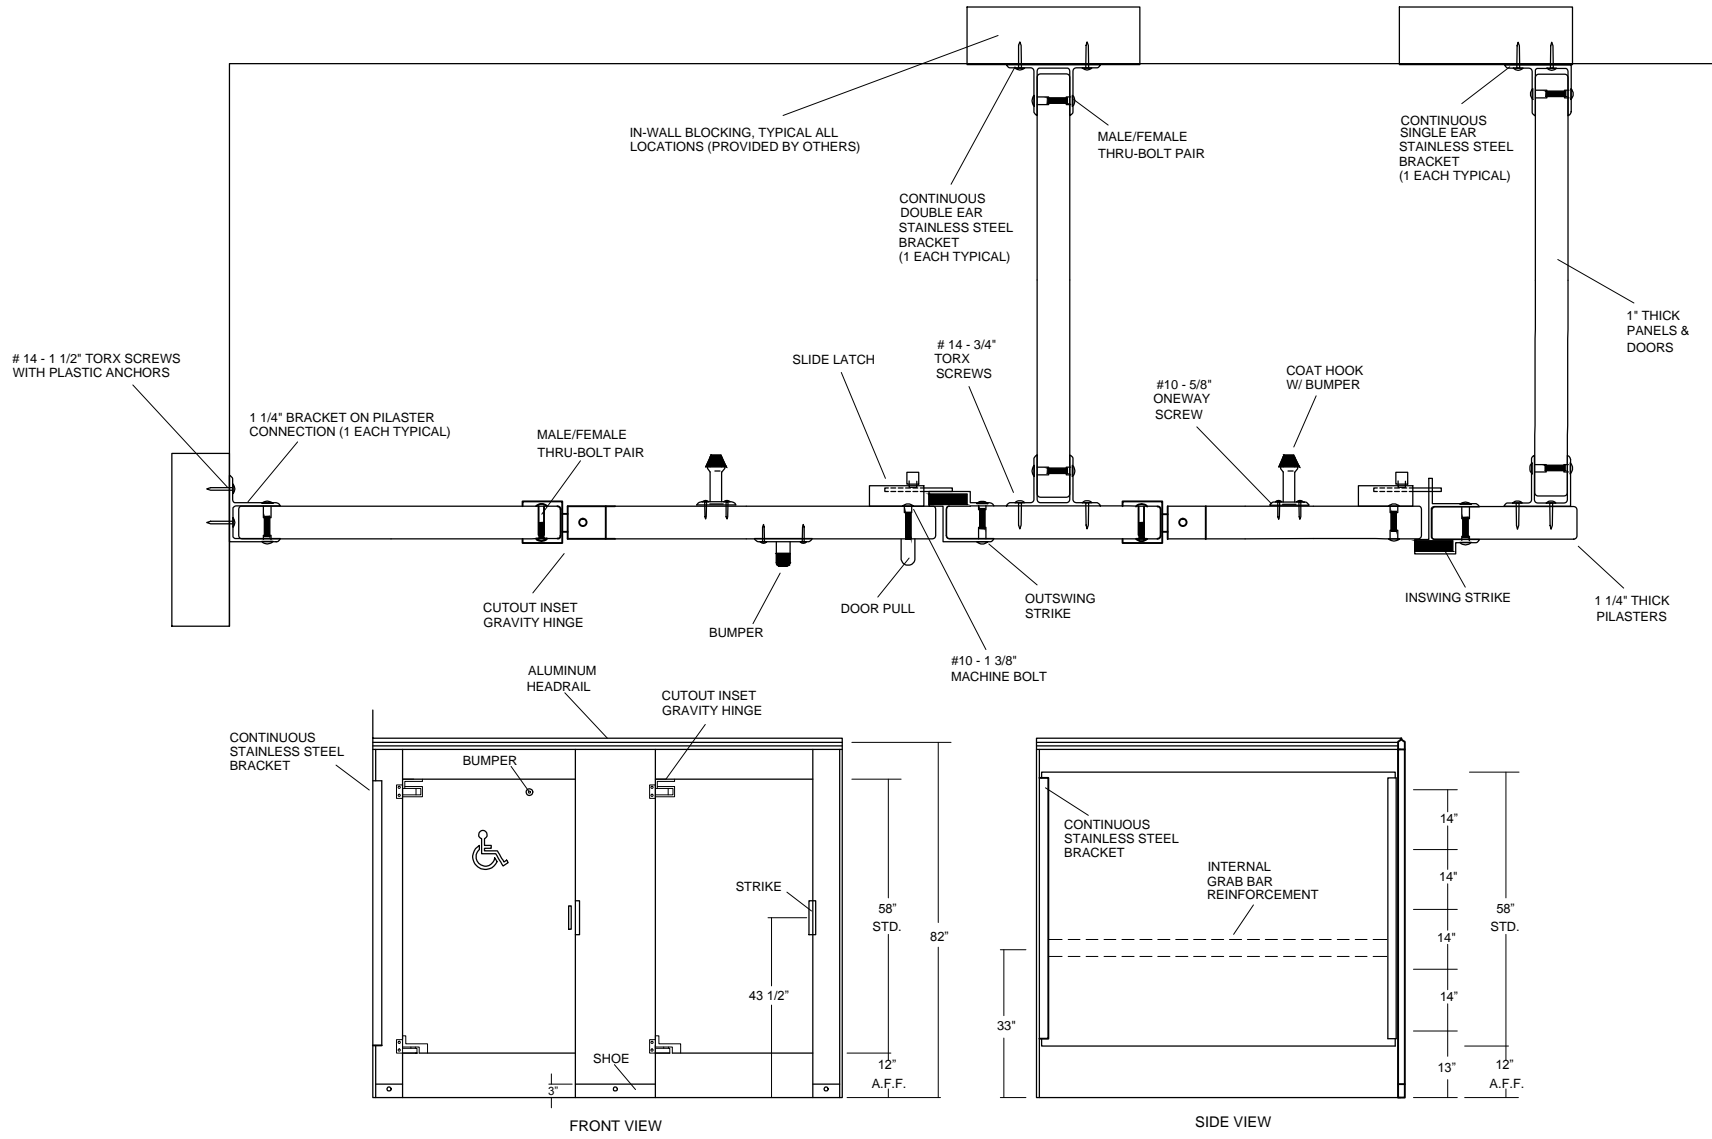 IN-WALL BLOCKING, TYPICAL ALL
LOCATIONS (PROVIDED BY OTHERS)
MALE/FEMALE
THRU-BOLT PAIR
CONTINUOUS
SINGLE EAR
STAINLESS STEEL
BRACKET
(1 EACH TYPICAL)
CONTINUOUS
DOUBLE EAR
STAINLESS STEEL
BRACKET
(1 EACH TYPICAL)
1" THICK
PANELS &
DOORS
# 14 - 1 1/2" TORX SCREWS
WITH PLASTIC ANCHORS
SLIDE LATCH
# 14 - 3/4"
TORX
SCREWS
#10 - 5/8"
ONEWAY
SCREW
COAT HOOK
W/ BUMPER
1 1/4" BRACKET ON PILASTER
CONNECTION (1 EACH TYPICAL)
MALE/FEMALE
THRU-BOLT PAIR
CUTOUT INSET
GRAVITY HINGE
BUMPER
DOOR PULL
OUTSWING
STRIKE
INSWING STRIKE
1 1/4" THICK
PILASTERS
#10 - 1 3/8"
MACHINE BOLT
ALUMINUM
HEADRAIL
CUTOUT INSET
GRAVITY HINGE
CONTINUOUS
STAINLESS STEEL
BRACKET
BUMPER
STRIKE
58"
STD.
82"
43 1/2"
SHOE
3"
12"
A.F.F.
FRONT VIEW
CONTINUOUS
STAINLESS STEEL
BRACKET
INTERNAL
GRAB BAR
REINFORCEMENT
33"
14"
14"
14"
14"
13"
58"
STD.
12"
A.F.F.
SIDE VIEW